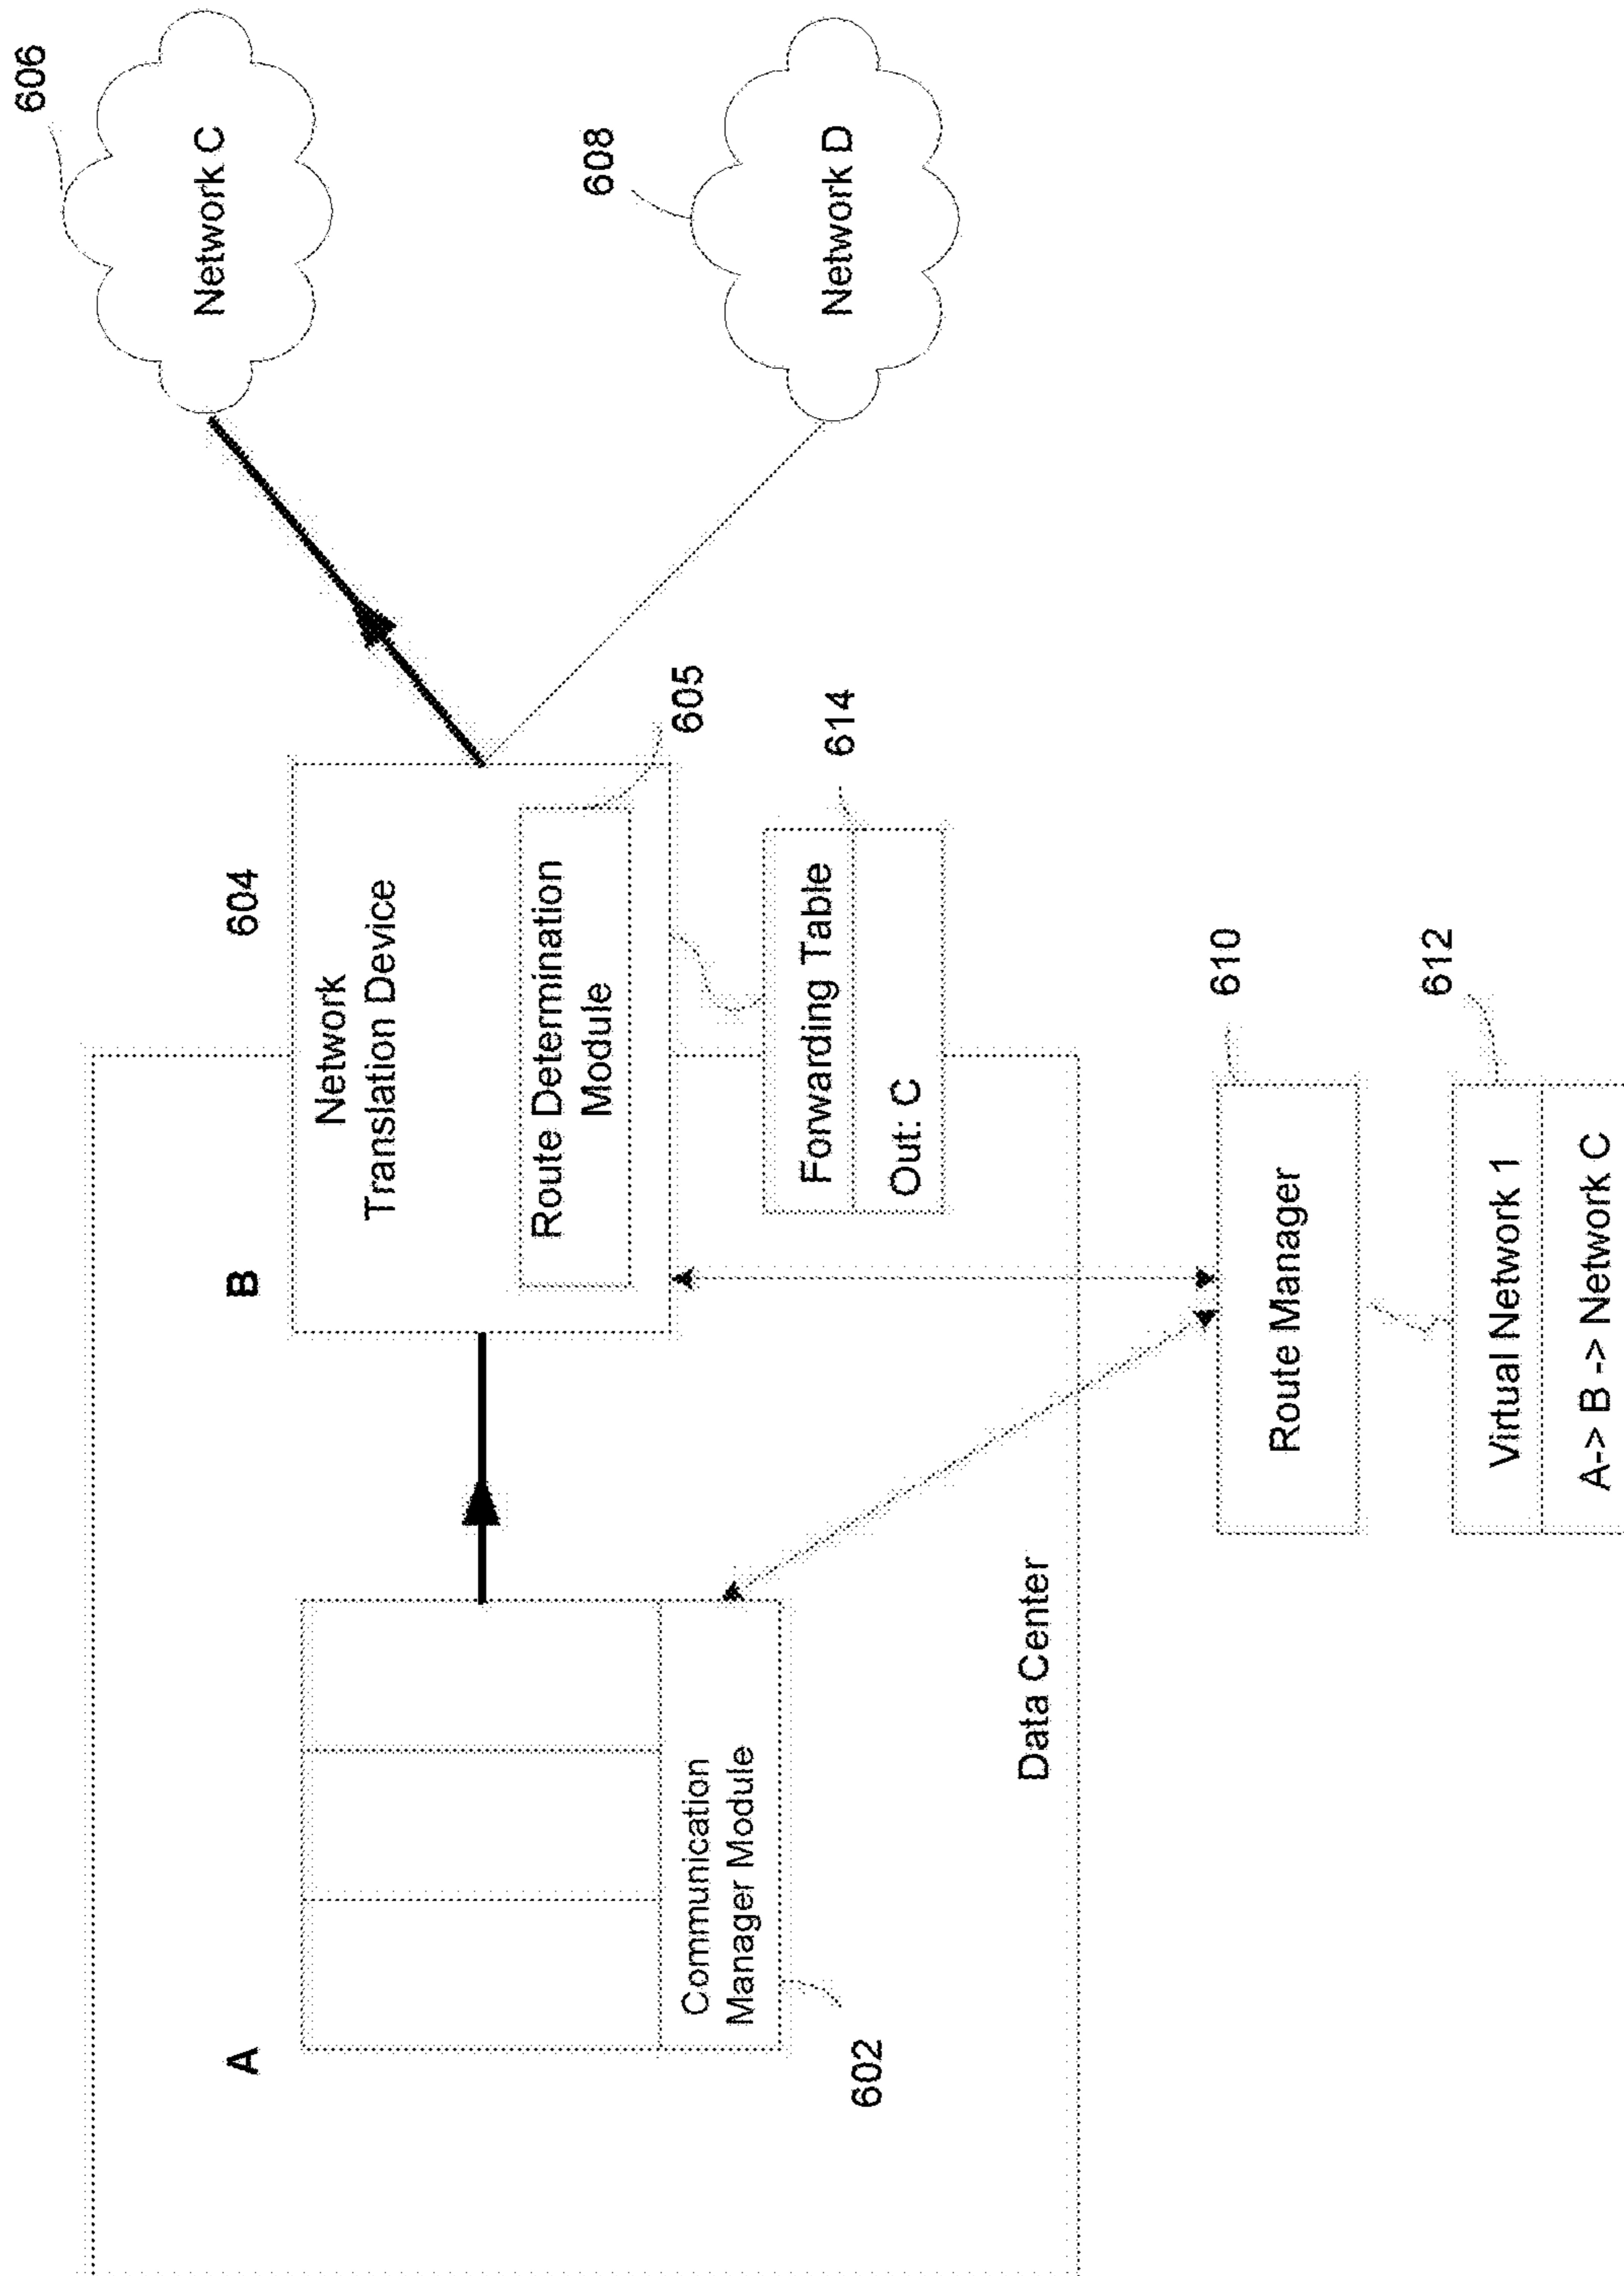 606
Network C
608
Network D
604
B
Network
Translation Device
Route Determination
Module
605
Forwarding Table
Out: C
614
A
Communication
Manager Module
602
Data Center
610
Route Manager
612
Virtual Network 1
A-> B -> Network C